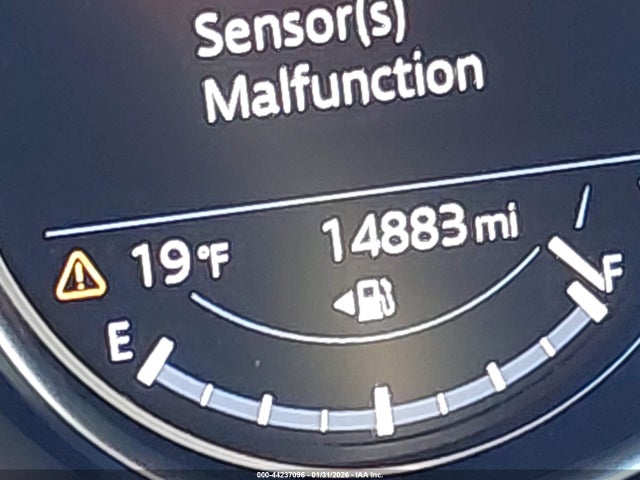 Sensor(s)
Malfunction
19°F
14883 mi
E
F
000-44237096 - 01/31/2026 - IAA Inc.